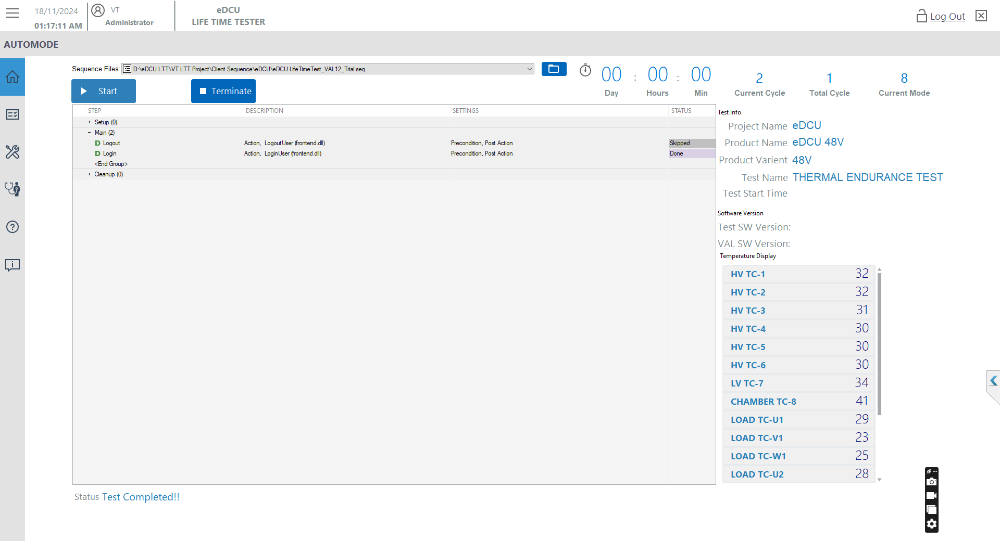 18/11/2024
01:17:11 AM
VT
Administrator
eDCU
LIFE TIME TESTER
Log Out
AUTOMODE
Sequence Files: D:\eDCU LTT\VT LTT Project\Client Sequence\eDCU\eDCU LifeTimeTest_VAL12_Trial.seq
Start
Terminate
00 : 00 : 00
Day Hours Min
2 1 8
Current Cycle Total Cycle Current Mode
STEP DESCRIPTION SETTINGS STATUS
+ Setup (0)
− Main (2)
D Logout Action, LogoutUser (frontend.dll) Precondition, Post Action Skipped
D Login Action, LoginUser (frontend.dll) Precondition, Post Action Done
<End Group>
+ Cleanup (0)
Test Info
Project Name eDCU
Product Name eDCU 48V
Product Varient 48V
Test Name THERMAL ENDURANCE TEST
Test Start Time
Software Version
Test SW Version:
VAL SW Version:
Temperature Display
HV TC-1 32
HV TC-2 32
HV TC-3 31
HV TC-4 30
HV TC-5 30
HV TC-6 30
LV TC-7 34
CHAMBER TC-8 41
LOAD TC-U1 29
LOAD TC-V1 23
LOAD TC-W1 25
LOAD TC-U2 28
Status Test Completed!!